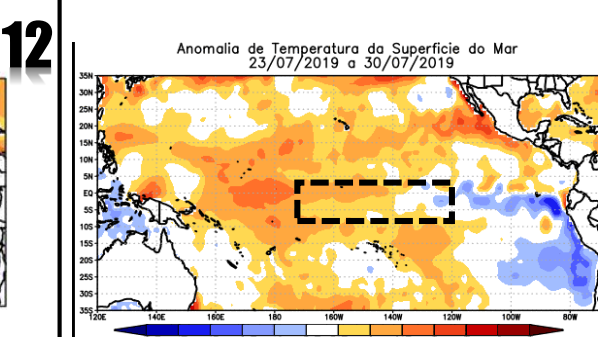 12
Anomalia de Temperatura da Superficie do Mar
23/07/2019 a 30/07/2019
35N
30N
25N
20N
15N
10N
5N
EQ
5S
10S
15S
20S
25S
30S
35S
120E 140E 160E 180 160W 140W 120W 100W 80W